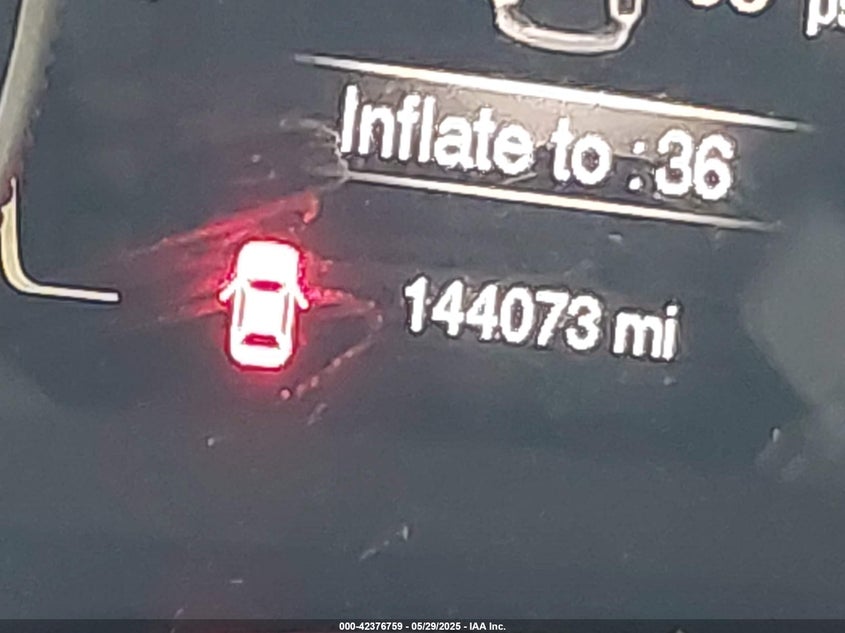 Inflate to :36
144073 mi
000-42376759 - 05/29/2025 - IAA Inc.